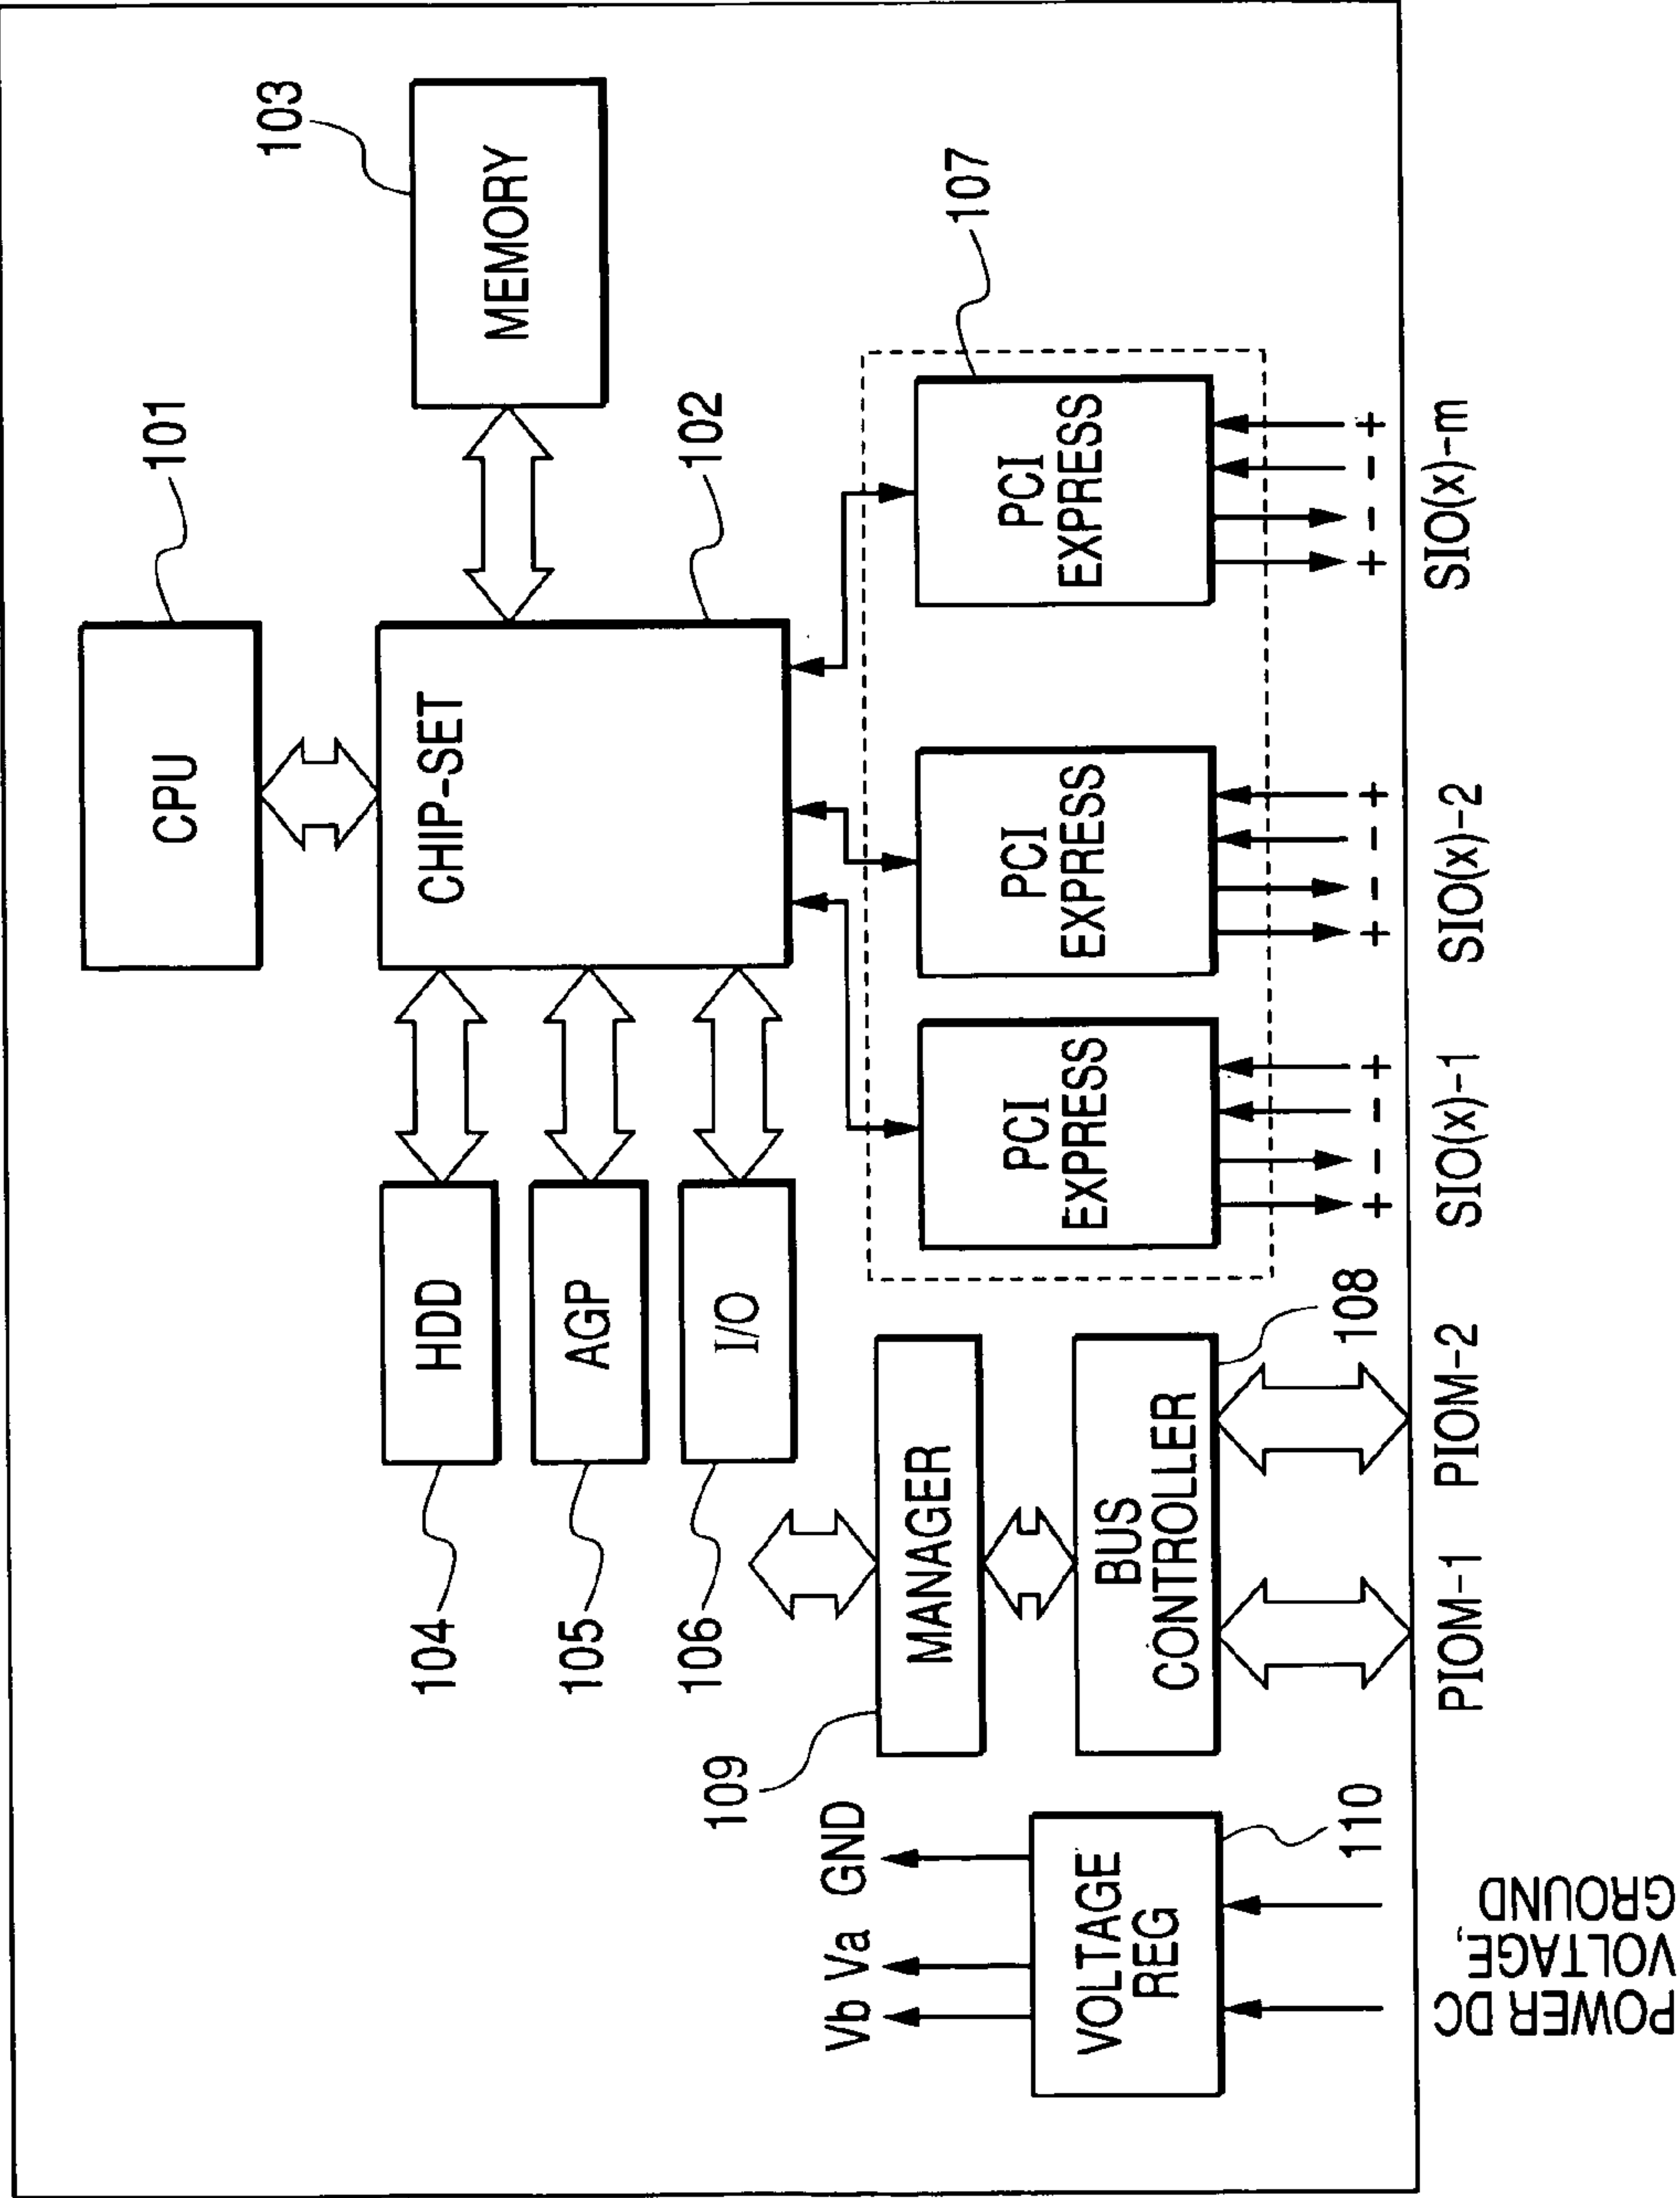 101
CPU
103
MEMORY
CHIP-SET
102
HDD
104
AGP
105
I/O
106
107
PCI
EXPRESS
PCI
EXPRESS
PCI
EXPRESS
109
MANAGER
BUS
CONTROLLER
108
Vb Va GND
VOLTAGE
REG
110
+ - - +
+ - - +
+ - - +
POWER DC
VOLTAGE,
GROUND
PIOM-1 PIOM-2
SIO(x)-1
SIO(x)-2
SIO(x)-m